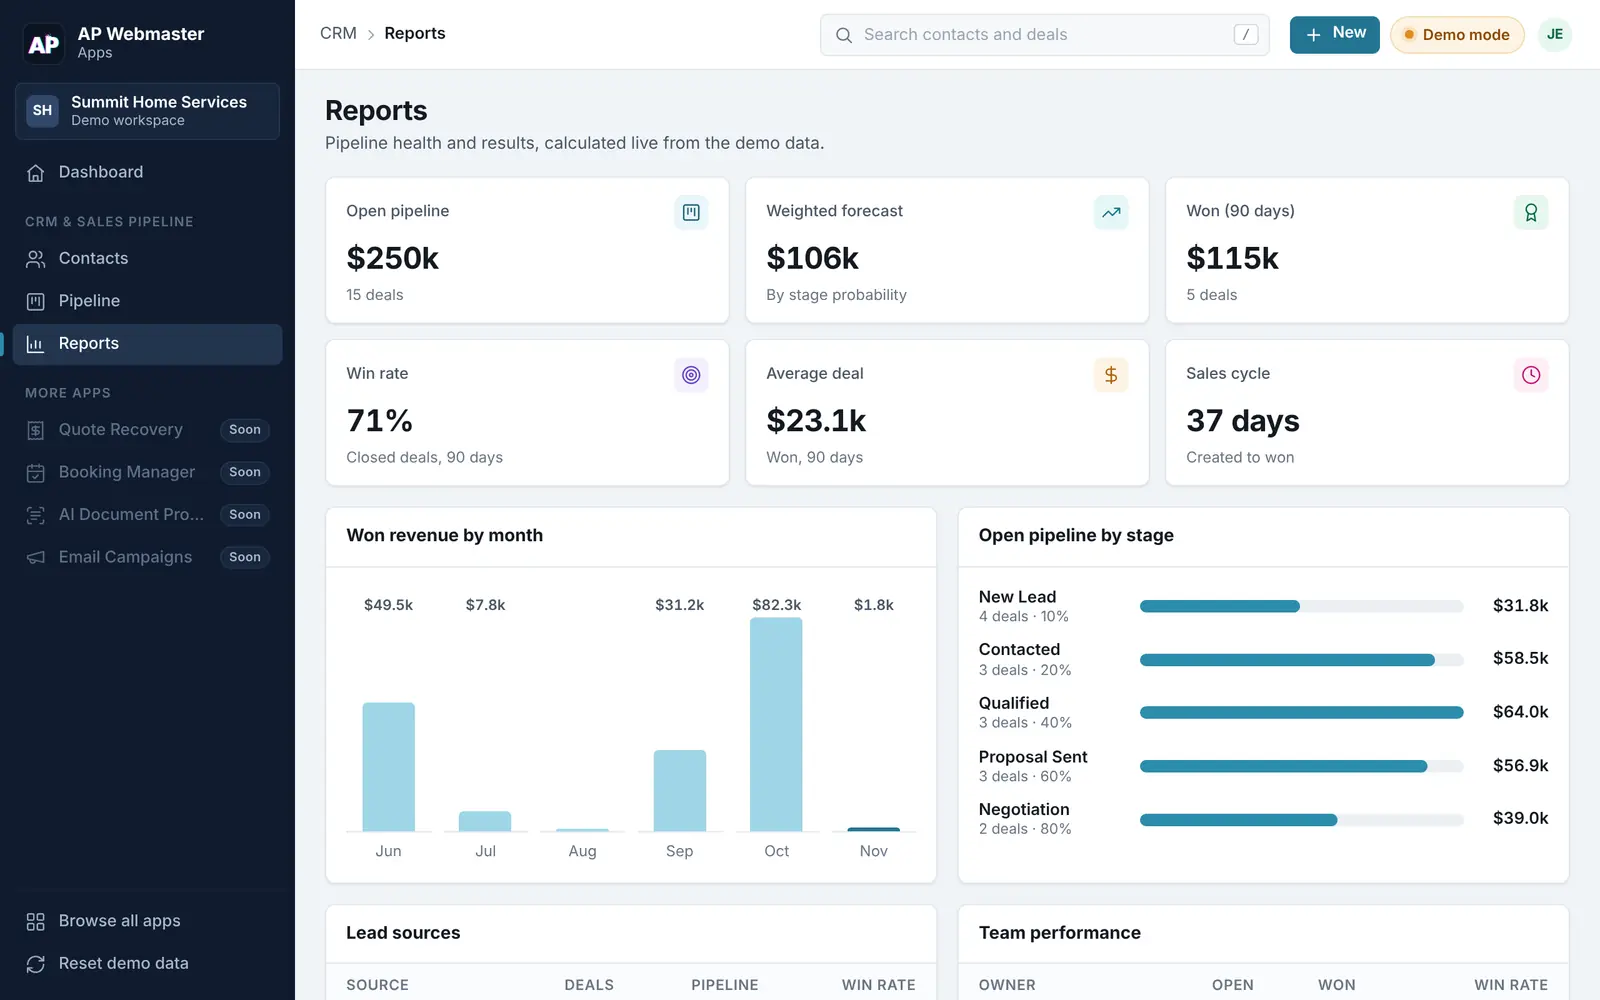 AP
AP Webmaster
Apps
SH
Summit Home Services
Demo workspace
Dashboard
CRM & SALES PIPELINE
Contacts
Pipeline
Reports
MORE APPS
Quote Recovery Soon
Booking Manager Soon
AI Document Pro... Soon
Email Campaigns Soon
Browse all apps
Reset demo data
CRM > Reports
Search contacts and deals /
+ New
Demo mode
JE
Reports
Pipeline health and results, calculated live from the demo data.
Open pipeline
$250k
15 deals
Weighted forecast
$106k
By stage probability
Won (90 days)
$115k
5 deals
Win rate
71%
Closed deals, 90 days
Average deal
$23.1k
Won, 90 days
Sales cycle
37 days
Created to won
Won revenue by month
$49.5k $7.8k $31.2k $82.3k $1.8k
Jun Jul Aug Sep Oct Nov
Open pipeline by stage
New Lead
4 deals · 10%
$31.8k
Contacted
3 deals · 20%
$58.5k
Qualified
3 deals · 40%
$64.0k
Proposal Sent
3 deals · 60%
$56.9k
Negotiation
2 deals · 80%
$39.0k
Lead sources
SOURCE DEALS PIPELINE WIN RATE
Team performance
OWNER OPEN WON WIN RATE